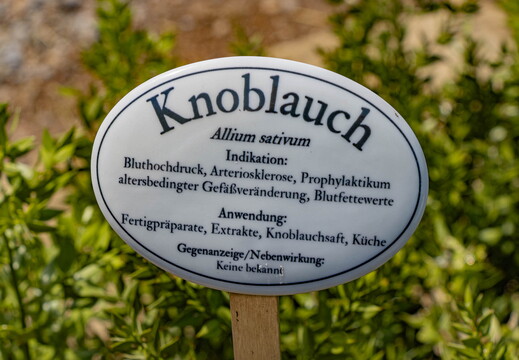 Knoblauch
Allium sativum
Indikation:
Bluthochdruck, Arteriosklerose, Prophylaktikum
altersbedingter Gefäßveränderung, Blutfettewerte
Anwendung:
Fertigpräparate, Extrakte, Knoblauchsaft, Küche
Gegenanzeige/Nebenwirkung:
Keine bekannt